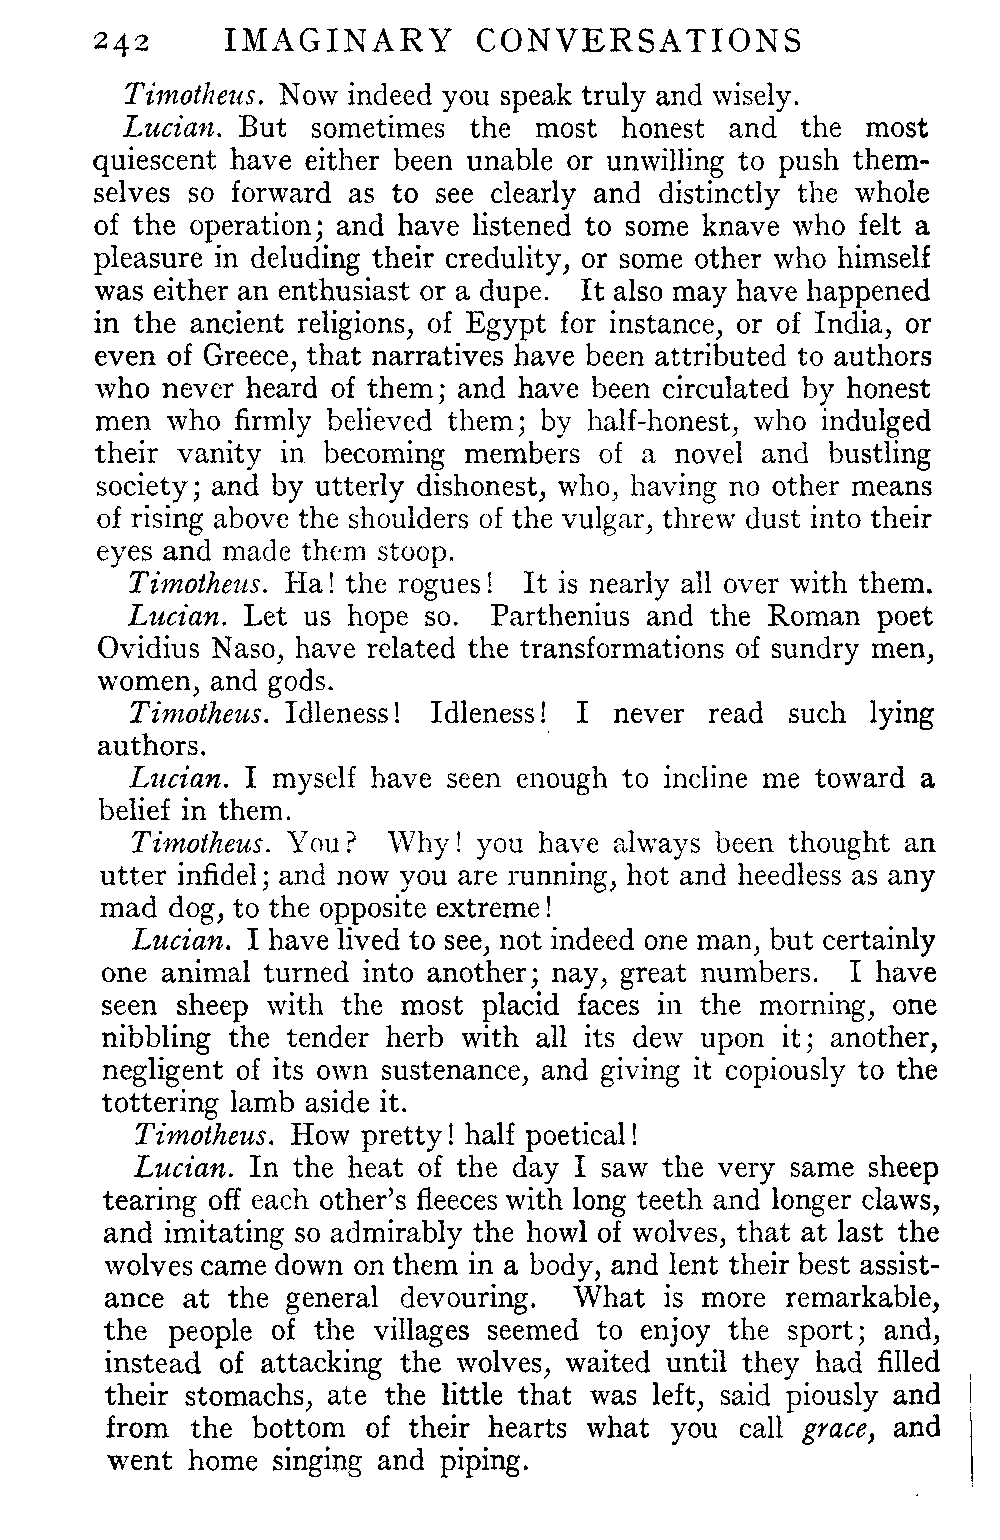 242 IMAGINARY CONVERSATIONS
Timotheus. Now indeed you speak truly and wisely.
Lucian. But sometimes the most honest and the most
quiescent have either been unable or unwilling to push them-
selves so forward as to see clearly and distinctly the whole
of the operation; and have listened to some knave who felt a
pleasure in deluding their credulity, or some other who himself
was either an enthusiast or a dupe. It also may have happened
in the ancient religions, of Egypt for instance, or of India, or
even of Greece, that narratives have been attributed to authors
who never heard of them; and have been circulated by honest
men who firmly believed them; by half-honest, who indulged
their vanity in becoming members of a novel and bustling
society; and by utterly dishonest, who, having no other means
of rising above the shoulders of the vulgar, threw dust into their
eyes and made them stoop.
Timotheus. Ha! the rogues! It is nearly all over with them.
Lucian. Let us hope so. Parthenius and the Roman poet
Ovidius Naso, have related the transformations of sundry men,
women, and gods.
Timotheus. Idleness! Idleness! I never read such lying
authors.
Lucian. I myself have seen enough to incline me toward a
belief in them.
Timotheus. You? Why! you have always been thought an
utter infidel; and now you are running, hot and heedless as any
mad dog, to the opposite extreme!
Lucian. I have lived to see, not indeed one man, but certainly
one animal turned into another; nay, great numbers. I have
seen sheep with the most placid faces in the morning, one
nibbling the tender herb with all its dew upon it; another,
negligent of its own sustenance, and giving it copiously to the
tottering lamb aside it.
Timotheus. How pretty! half poetical!
Lucian. In the heat of the day I saw the very same sheep
tearing off each other's fleeces with long teeth and longer claws,
and imitating so admirably the howl of wolves, that at last the
wolves came down on them in a body, and lent their best assist-
ance at the general devouring. What is more remarkable,
the people of the villages seemed to enjoy the sport; and,
instead of attacking the wolves, waited until they had filled
their stomachs, ate the little that was left, said piously and
from the bottom of their hearts what you call grace, and
went home singing and piping.